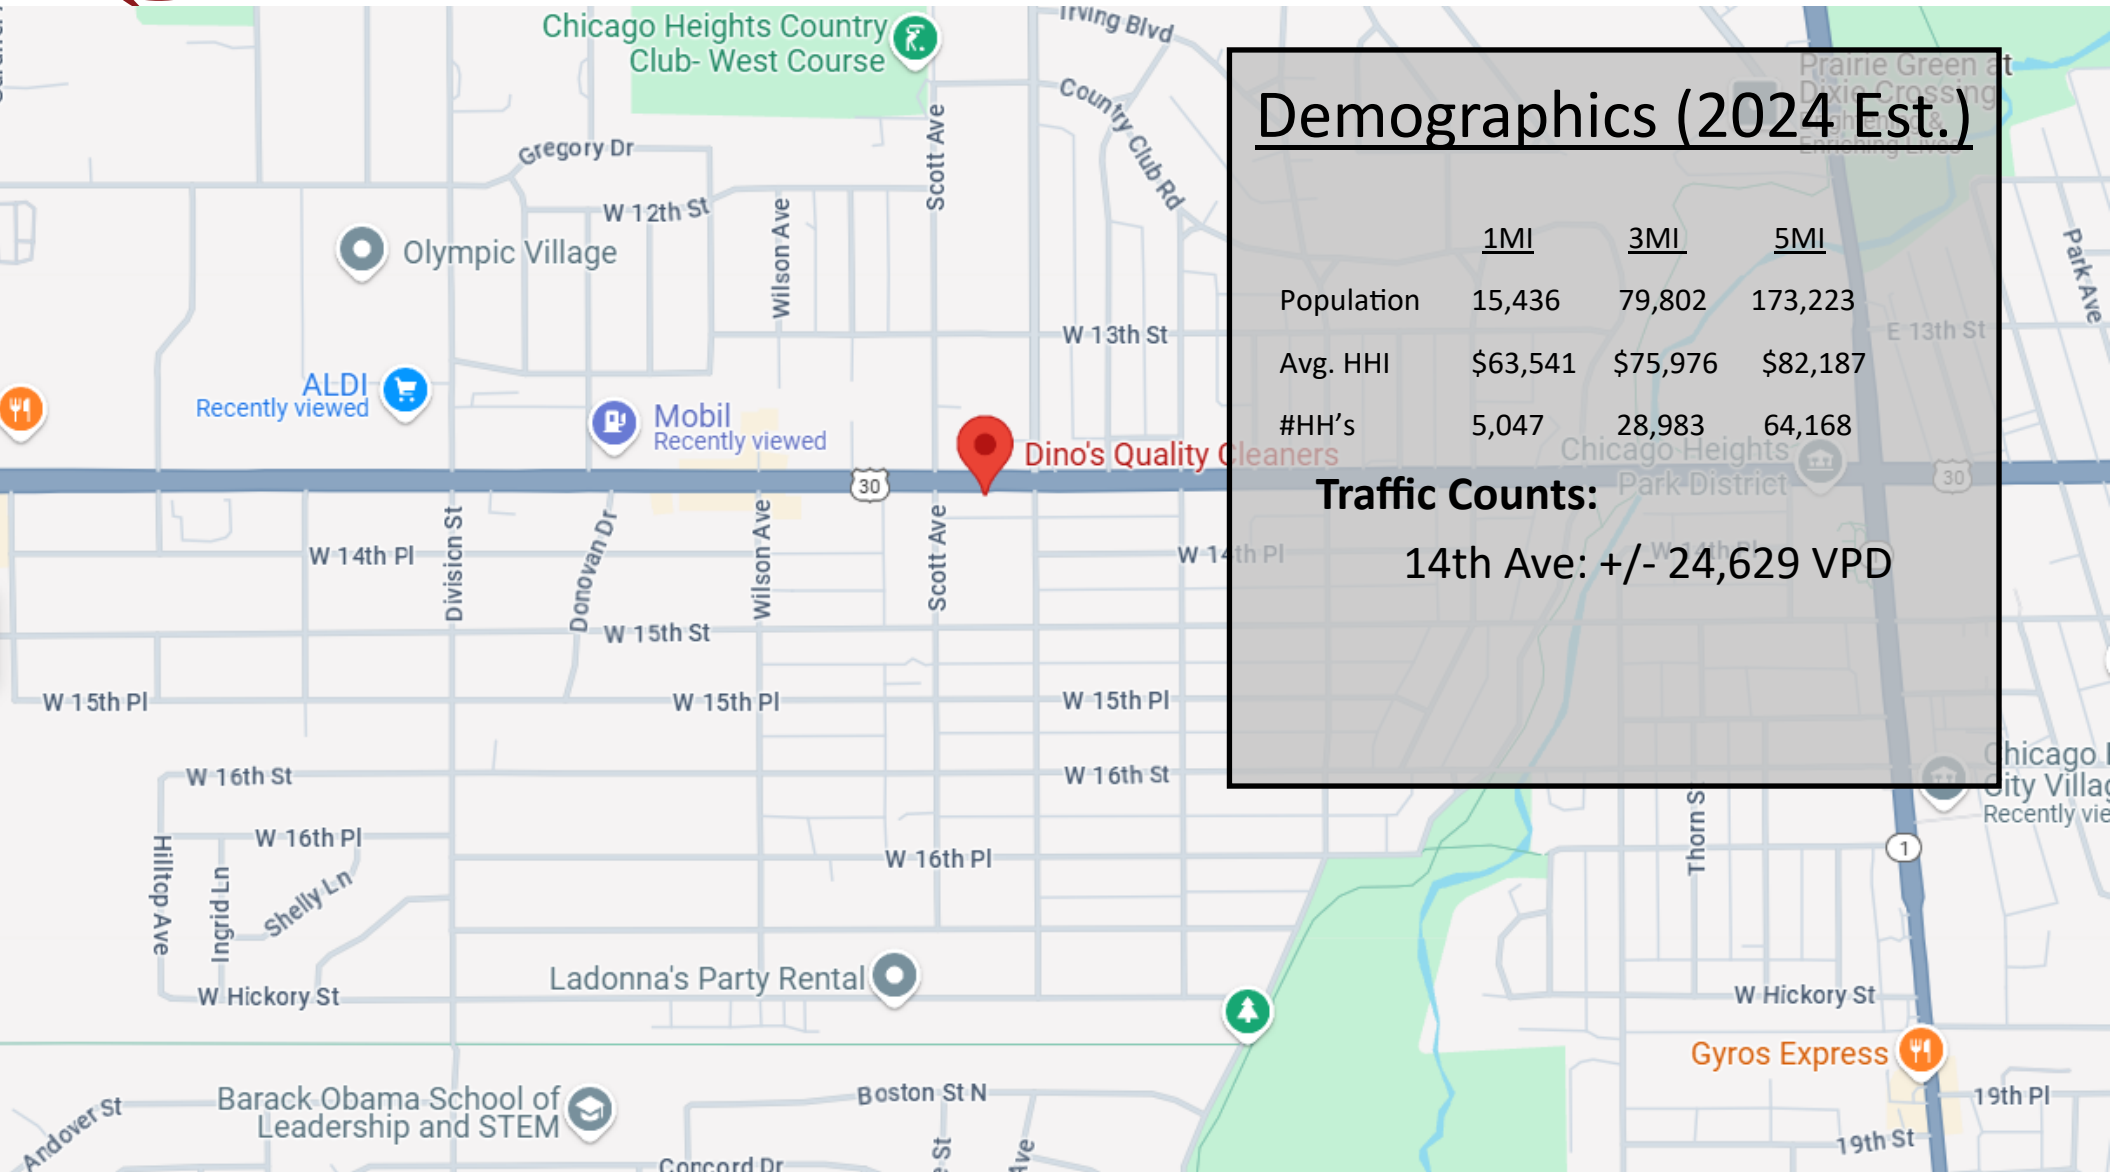 Irving Blvd
Chicago Heights Country
Club- West Course
Country Club Rd
Scott Ave
Gregory Dr
W 12th St
Wilson Ave
Olympic Village
W 13th St
ALDI
Recently viewed
Mobil
Recently viewed
Dino's Quality Cleaners
30
Demographics (2024 Est.)
Prairie Green at
Dixie Crossing
Brightening &
Enriching Lives
1MI 3MI 5MI
Population 15,436 79,802 173,223
Avg. HHI $63,541 $75,976 $82,187
#HH's 5,047 28,983 64,168
Traffic Counts:
14th Ave: +/- 24,629 VPD
Park Ave
E 13th St
Chicago Heights
Park District
30
W 14th Pl
W 14th Pl
W 14th Pl
Division St
Donovan Dr
Wilson Ave
Scott Ave
W 15th St
W 15th Pl
W 15th Pl
W 15th Pl
W 16th St
W 16th St
W 16th Pl
W 16th Pl
Hilltop Ave
Ingrid Ln
Shelly Ln
Thorn S
Chicago
City Villag
Recently vie
1
Ladonna's Party Rental
W Hickory St
W Hickory St
Gyros Express
19th Pl
19th St
Barack Obama School of
Leadership and STEM
Andover St
Boston St N
Concord Dr
St
Ave